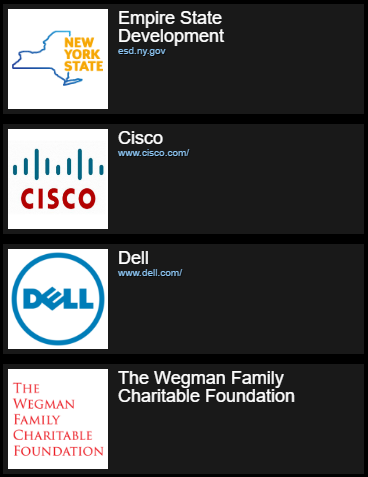 NEW
YORK
STATE
Empire State
Development
esd.ny.gov
CISCO
Cisco
www.cisco.com/
DELL
Dell
www.dell.com/
THE
WEGMAN
FAMILY
CHARITABLE
FOUNDATION
The Wegman Family
Charitable Foundation